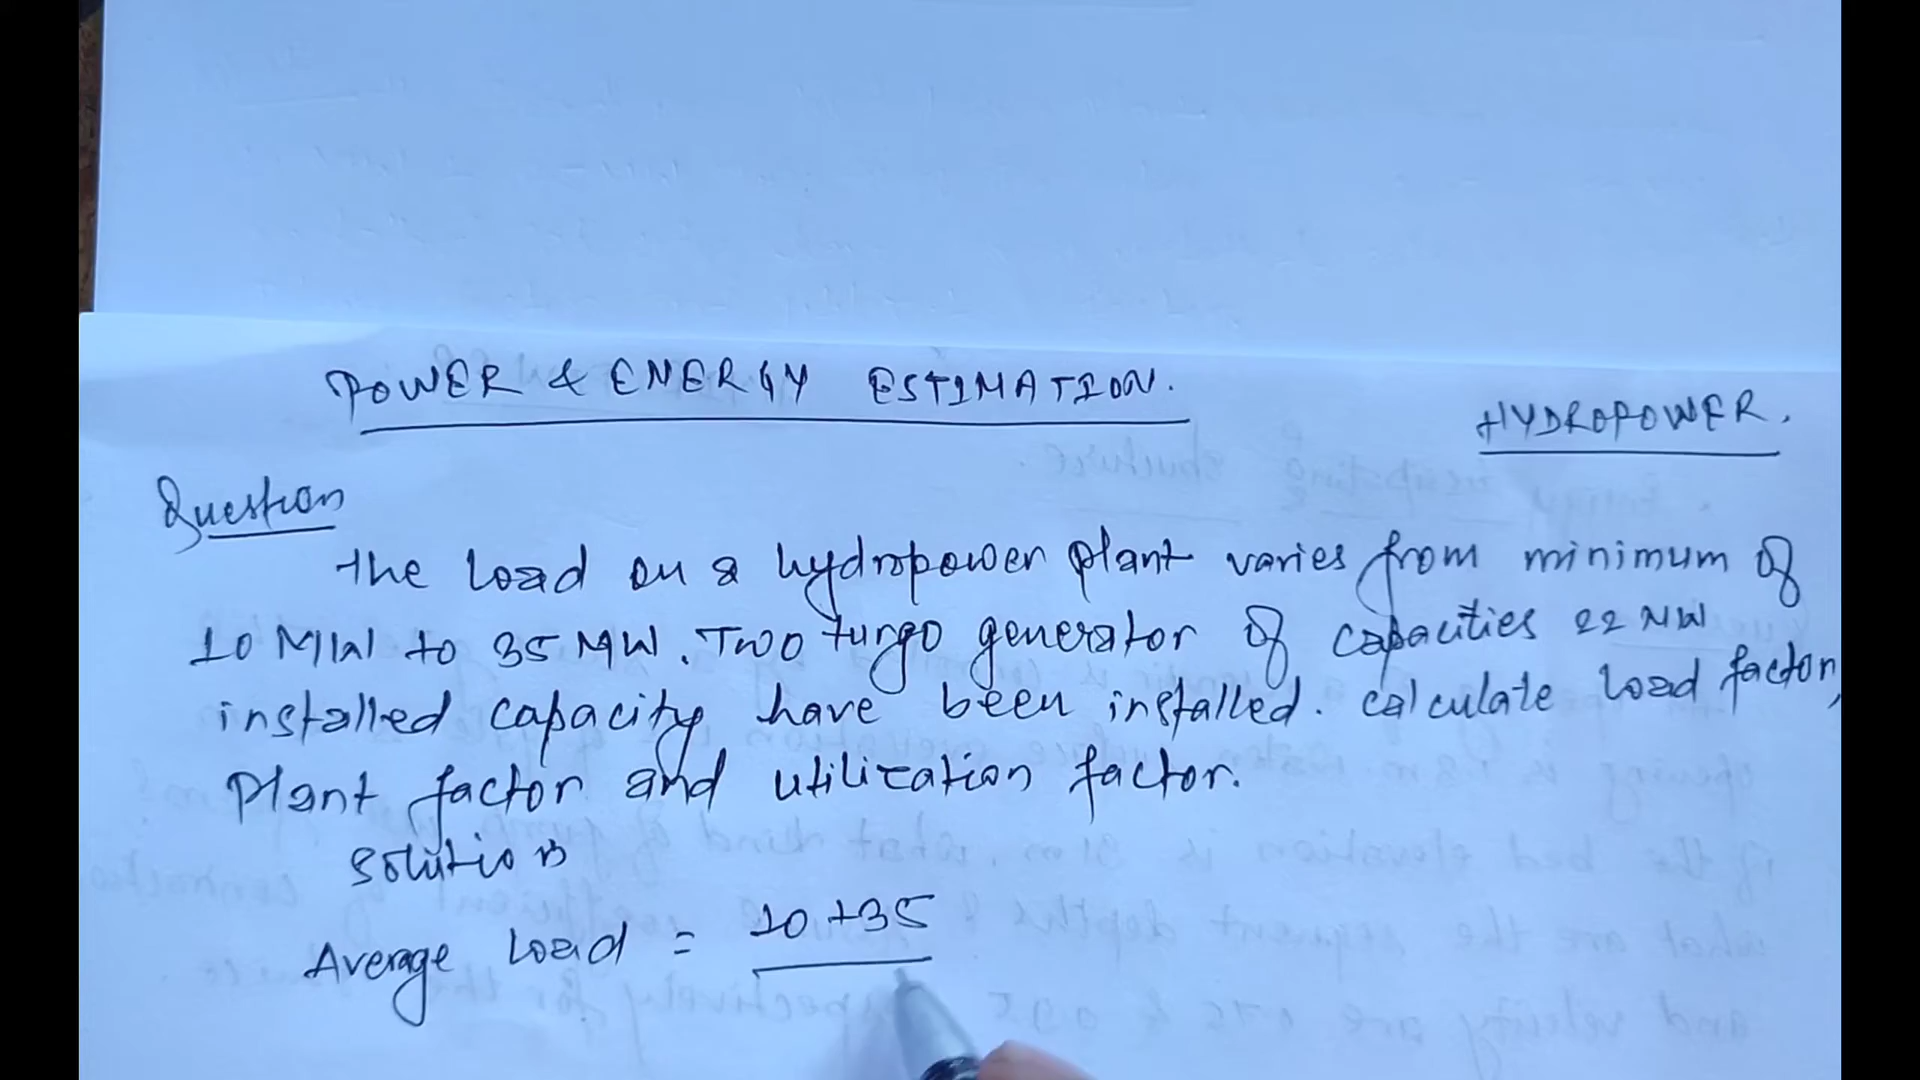 POWER & ENERGY ESTIMATION.
HYDROPOWER.
Question
The load on a hydropower plant varies from minimum of
10 MW to 35 MW. Two turgo generator of capacities 22 MW
installed capacity have been installed. calculate load factor,
plant factor and utilization factor.
solution
Average load = 10+35